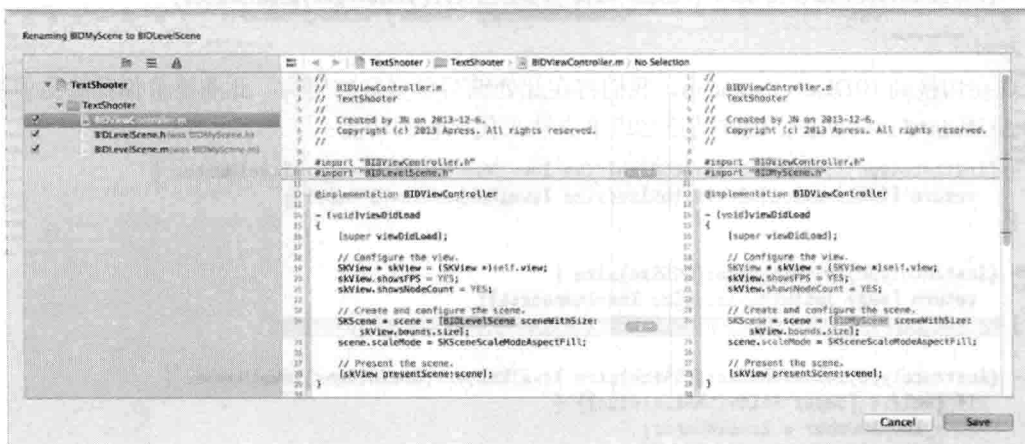 Renaming BIDMyScene to BIDLevelScene
TextShooter
TextShooter
BIDViewController.m
BIDLevelScene.h (was BIDMyScene.h)
BIDLevelScene.m (was BIDMyScene.m)
TextShooter TextShooter BIDViewController.m No Selection
//
// BIDViewController.m
// TextShooter
//
// Created by JN on 2013-12-6.
// Copyright (c) 2013 Apress. All rights reserved.
//
#import "BIDViewController.h"
#import "BIDLevelScene.h"
@implementation BIDViewController
- (void)viewDidLoad
{
[super viewDidLoad];
// Configure the view.
SKView * skView = (SKView *)self.view;
skView.showsFPS = YES;
skView.showsNodeCount = YES;
// Create and configure the scene.
SKScene * scene = [BIDLevelScene sceneWithSize:
skView.bounds.size];
scene.scaleMode = SKSceneScaleModeAspectFill;
// Present the scene.
[skView presentScene:scene];
}
//
// BIDViewController.m
// TextShooter
//
// Created by JN on 2013-12-6.
// Copyright (c) 2013 Apress. All rights reserved.
//
#import "BIDViewController.h"
#import "BIDMyScene.h"
@implementation BIDViewController
- (void)viewDidLoad
{
[super viewDidLoad];
// Configure the view.
SKView * skView = (SKView *)self.view;
skView.showsFPS = YES;
skView.showsNodeCount = YES;
// Create and configure the scene.
SKScene * scene = [BIDMyScene sceneWithSize:
skView.bounds.size];
scene.scaleMode = SKSceneScaleModeAspectFill;
// Present the scene.
[skView presentScene:scene];
}
Cancel Save